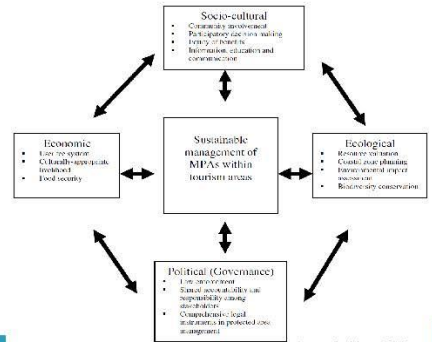 Socio-cultural
Community involvement
Participatory decision making
Equity of benefits
Information, education and
communication
Economic
User fee system
Culturally-appropriate
livelihood
Food security
Sustainable
management of
MPAs within
tourism areas
Ecological
Resource valuation
Coastal zone planning
Environmental impact
assessment
Biodiversity conservation
Political (Governance)
Law enforcement
Shared accountability and
responsibility among
stakeholders
Comprehensive legal
instruments in protected area
management